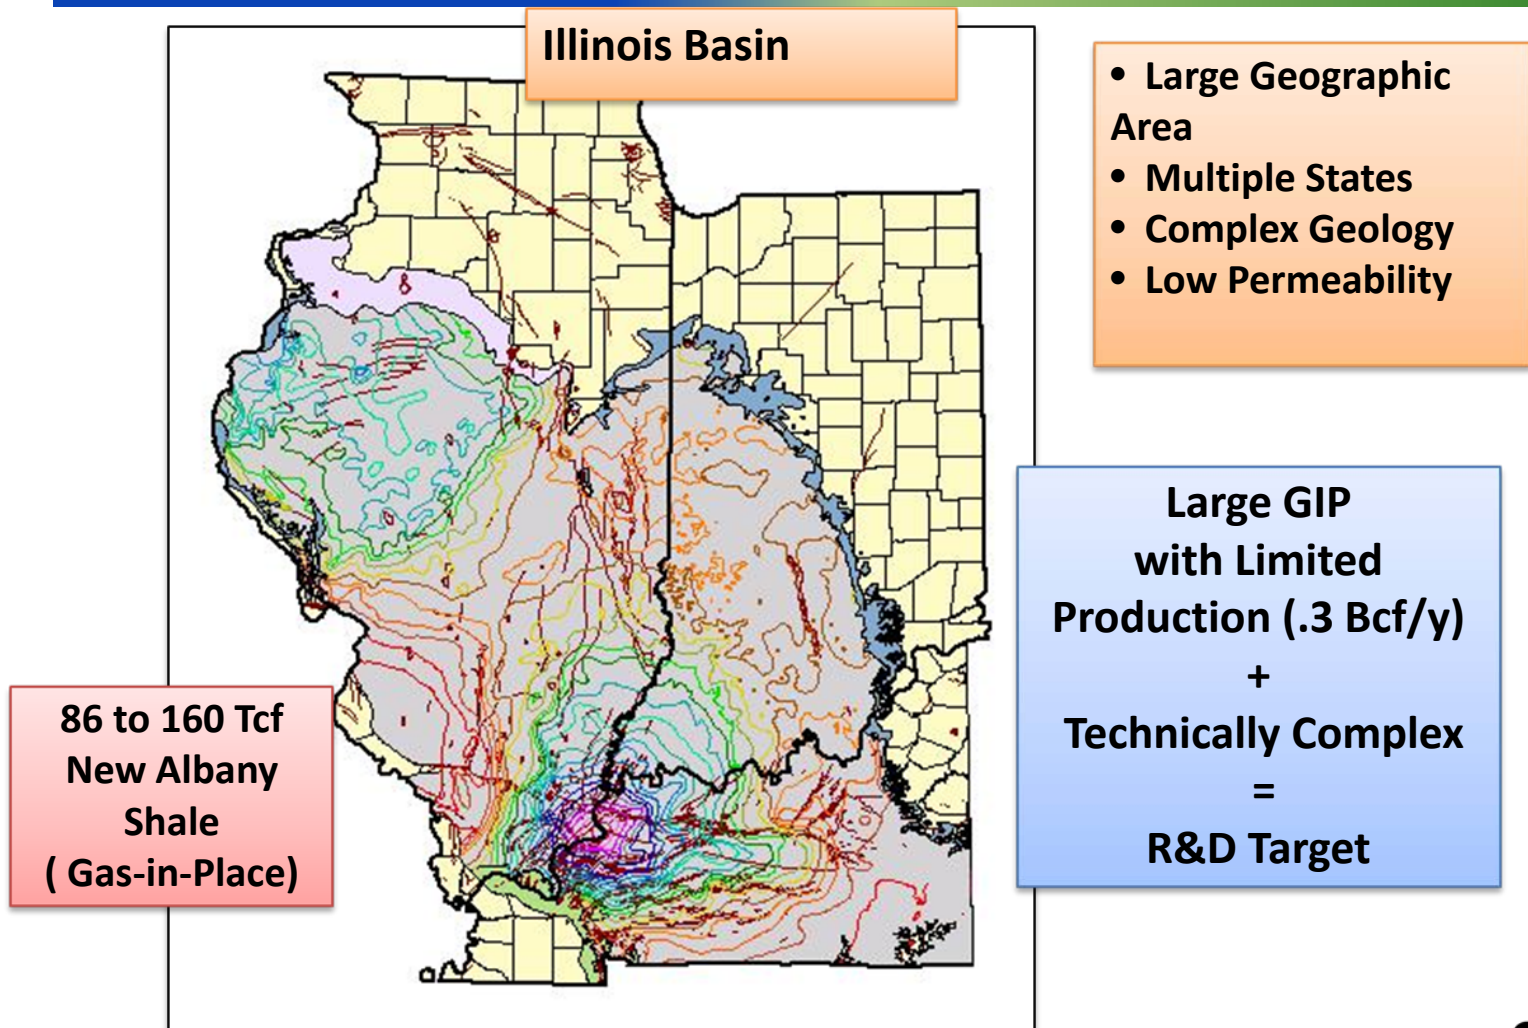 Illinois Basin
• Large Geographic
Area
• Multiple States
• Complex Geology
• Low Permeability
Large GIP
with Limited
Production (.3 Bcf/y)
+
Technically Complex
=
R&D Target
86 to 160 Tcf
New Albany
Shale
( Gas-in-Place)